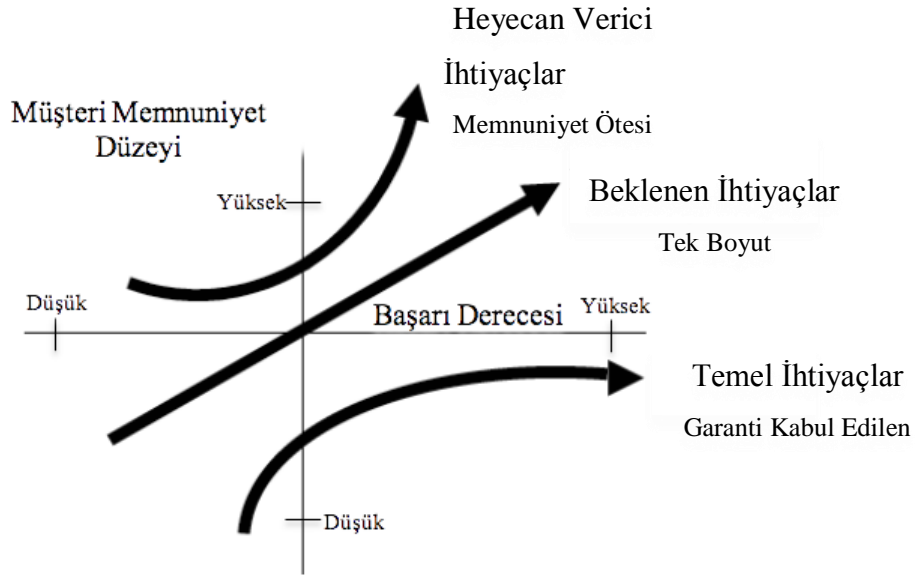 Heyecan Verici
İhtiyaçlar
Memnuniyet Ötesi
Müşteri Memnuniyet
Düzeyi
Beklenen İhtiyaçlar
Tek Boyut
Yüksek
Düşük
Başarı Derecesi
Yüksek
Temel İhtiyaçlar
Garanti Kabul Edilen
Düşük